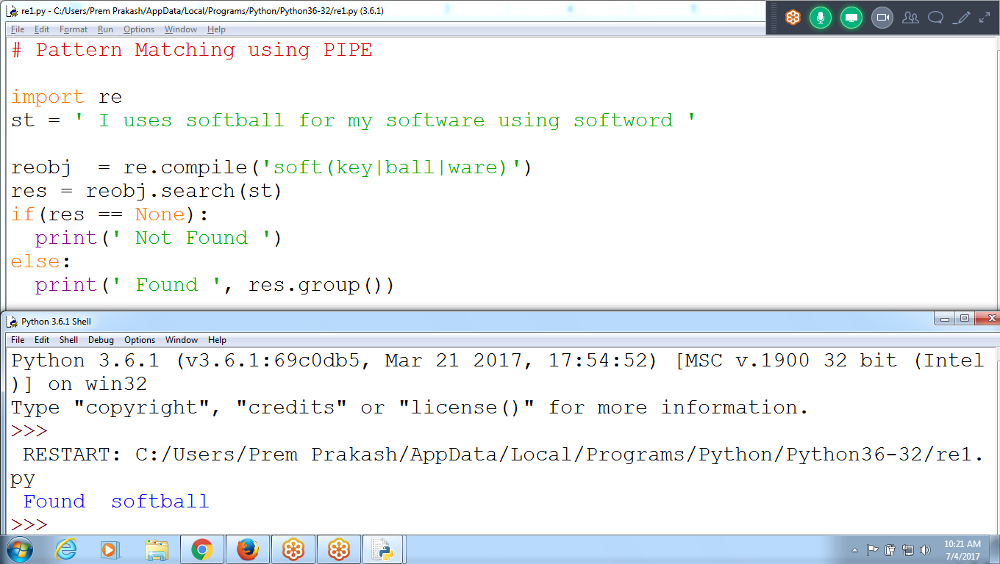 re1.py - C:/Users/Prem Prakash/AppData/Local/Programs/Python/Python36-32/re1.py (3.6.1)
File Edit Format Run Options Window Help
# Pattern Matching using PIPE
import re
st = ' I uses softball for my software using softword '
reobj  = re.compile('soft(key|ball|ware)')
res = reobj.search(st)
if(res == None):
  print(' Not Found ')
else:
  print(' Found ', res.group())
Python 3.6.1 Shell
File Edit Shell Debug Options Window Help
Python 3.6.1 (v3.6.1:69c0db5, Mar 21 2017, 17:54:52) [MSC v.1900 32 bit (Intel
)] on win32
Type "copyright", "credits" or "license()" for more information.
>>>
 RESTART: C:/Users/Prem Prakash/AppData/Local/Programs/Python/Python36-32/re1.
py
 Found  softball
>>>
10:21 AM
7/4/2017